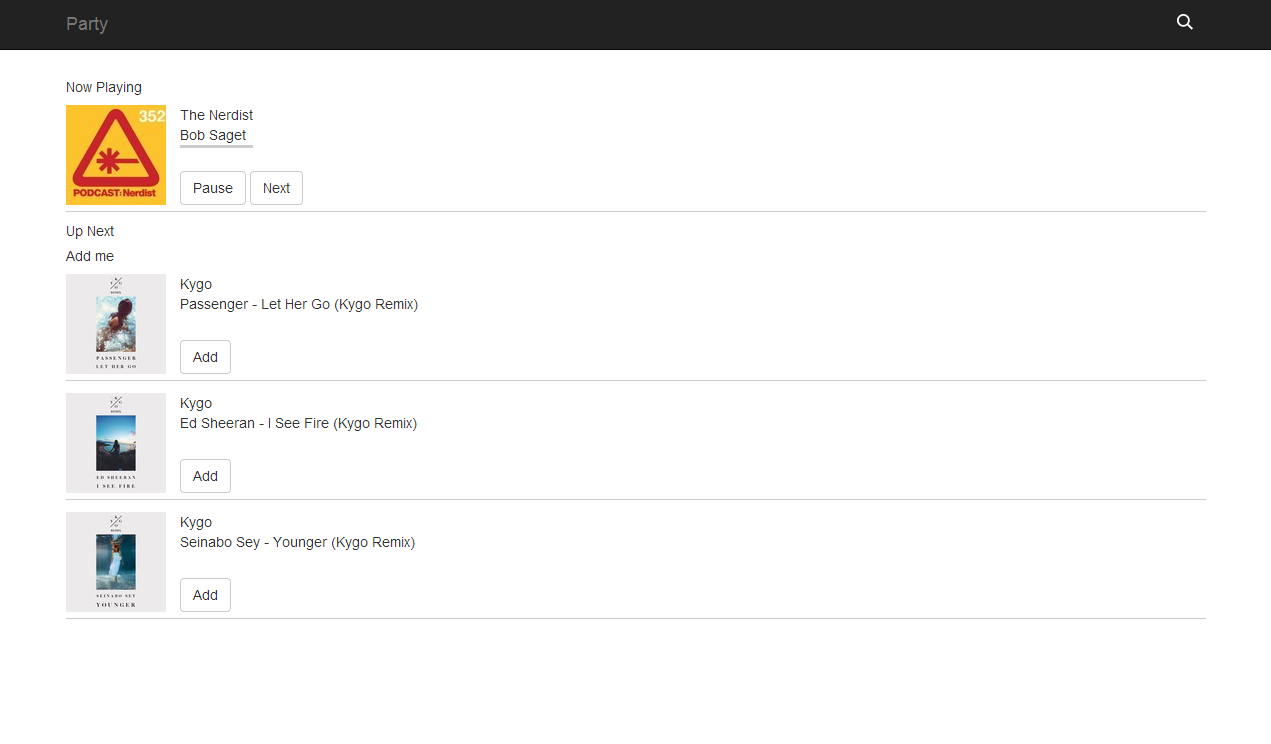 Party
Now Playing
352
PODCAST: Nerdist
The Nerdist
Bob Saget
Pause
Next
Up Next
Add me
PASSENGER
LET HER GO
Kygo
Passenger - Let Her Go (Kygo Remix)
Add
ED SHEERAN
I SEE FIRE
Kygo
Ed Sheeran - I See Fire (Kygo Remix)
Add
SEINABO SEY
YOUNGER
Kygo
Seinabo Sey - Younger (Kygo Remix)
Add